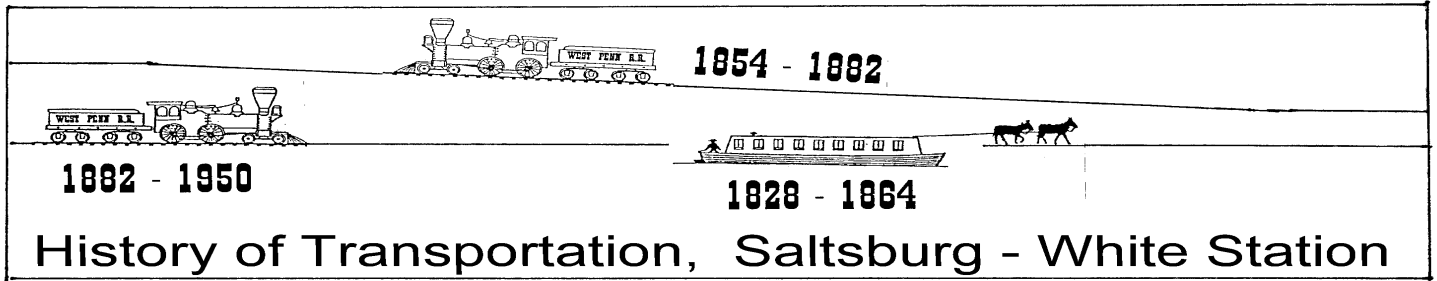 WEST PENN R.R.
1854 - 1882
WEST PENN R.R.
1882 - 1950
1828 - 1864
History of Transportation, Saltsburg - White Station